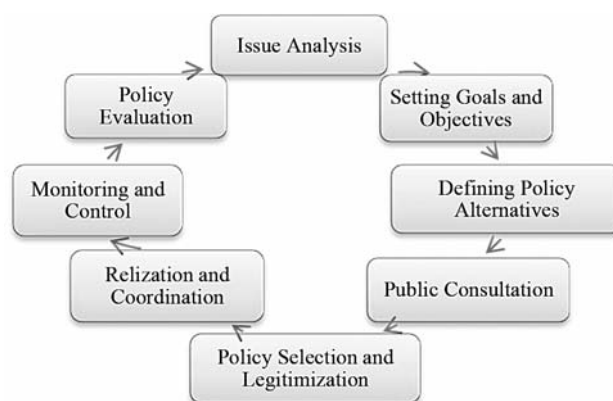 Issue Analysis
Setting Goals and
Objectives
Defining Policy
Alternatives
Public Consultation
Policy Selection and
Legitimization
Relization and
Coordination
Monitoring and
Control
Policy
Evaluation